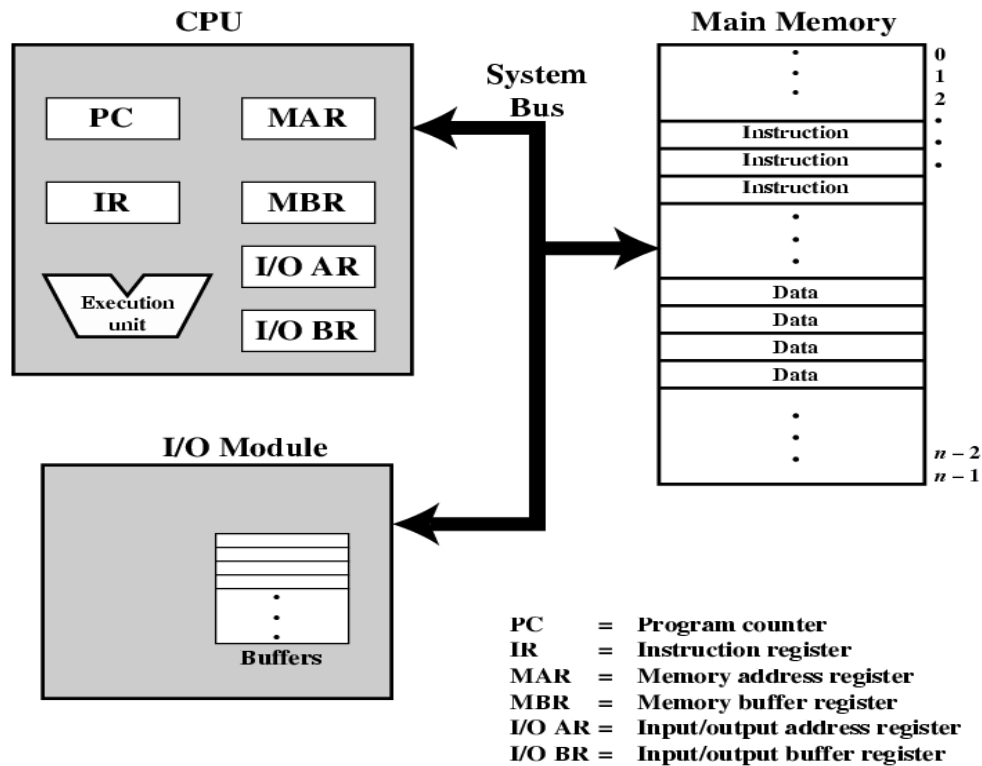 CPU
Main Memory
System
Bus
PC
MAR
IR
MBR
I/O AR
I/O BR
Execution
unit
0
1
2
Instruction
Instruction
Instruction
Data
Data
Data
Data
n – 2
n – 1
I/O Module
Buffers
PC = Program counter
IR = Instruction register
MAR = Memory address register
MBR = Memory buffer register
I/O AR = Input/output address register
I/O BR = Input/output buffer register